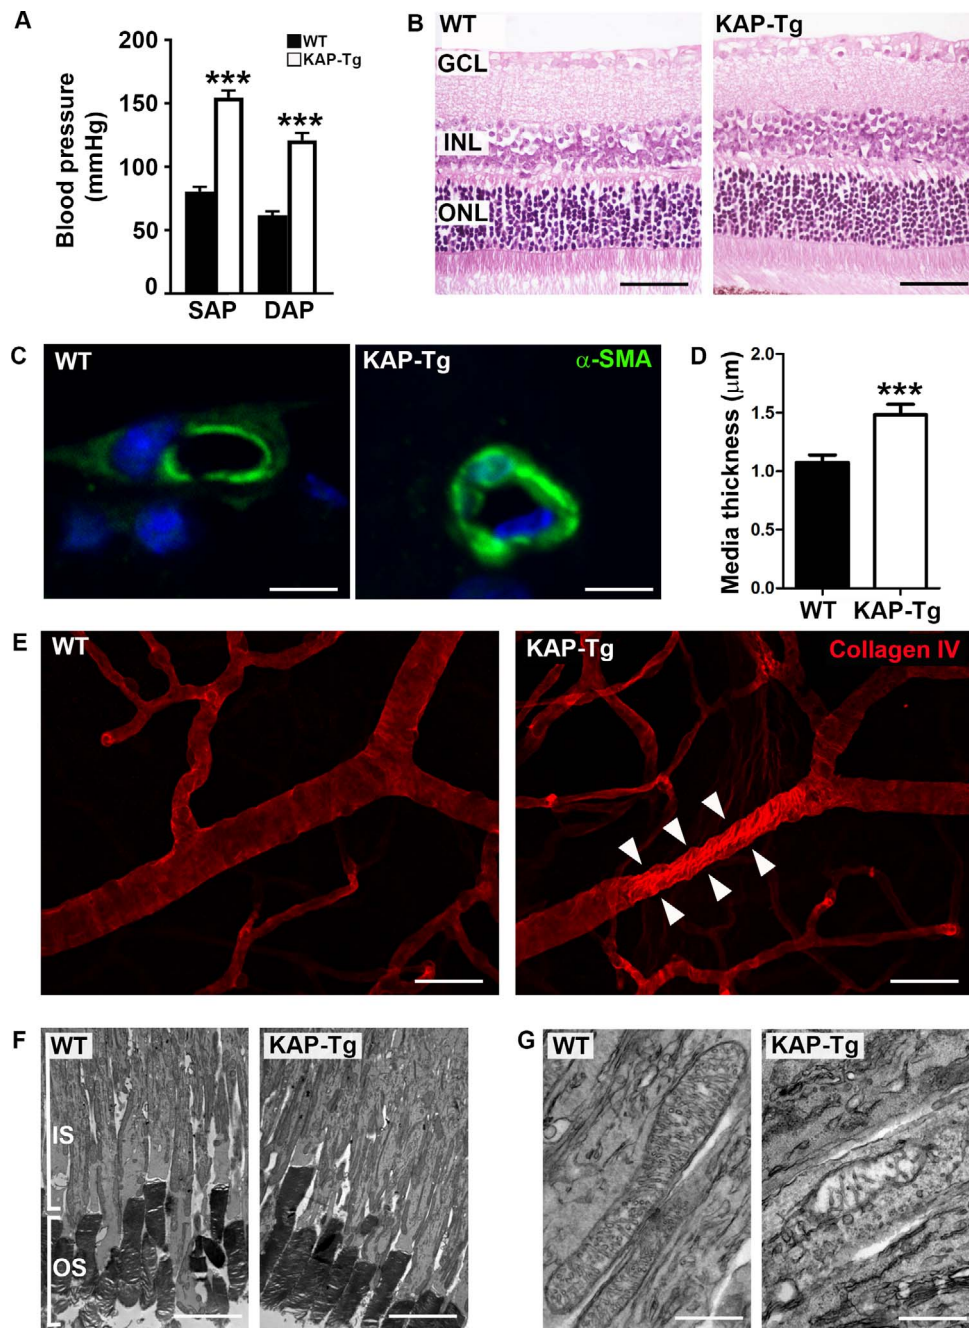 A
200
150
100
50
0
Blood pressure
(mmHg)
WT
KAP-Tg
***
***
SAP DAP
B
WT
GCL
INL
ONL
KAP-Tg
C
WT
KAP-Tg
α-SMA
D
2.0
1.5
1.0
0.5
0.0
Media thickness (μm)
***
WT KAP-Tg
E
WT
KAP-Tg
Collagen IV
F
WT
IS
OS
KAP-Tg
G
WT
KAP-Tg